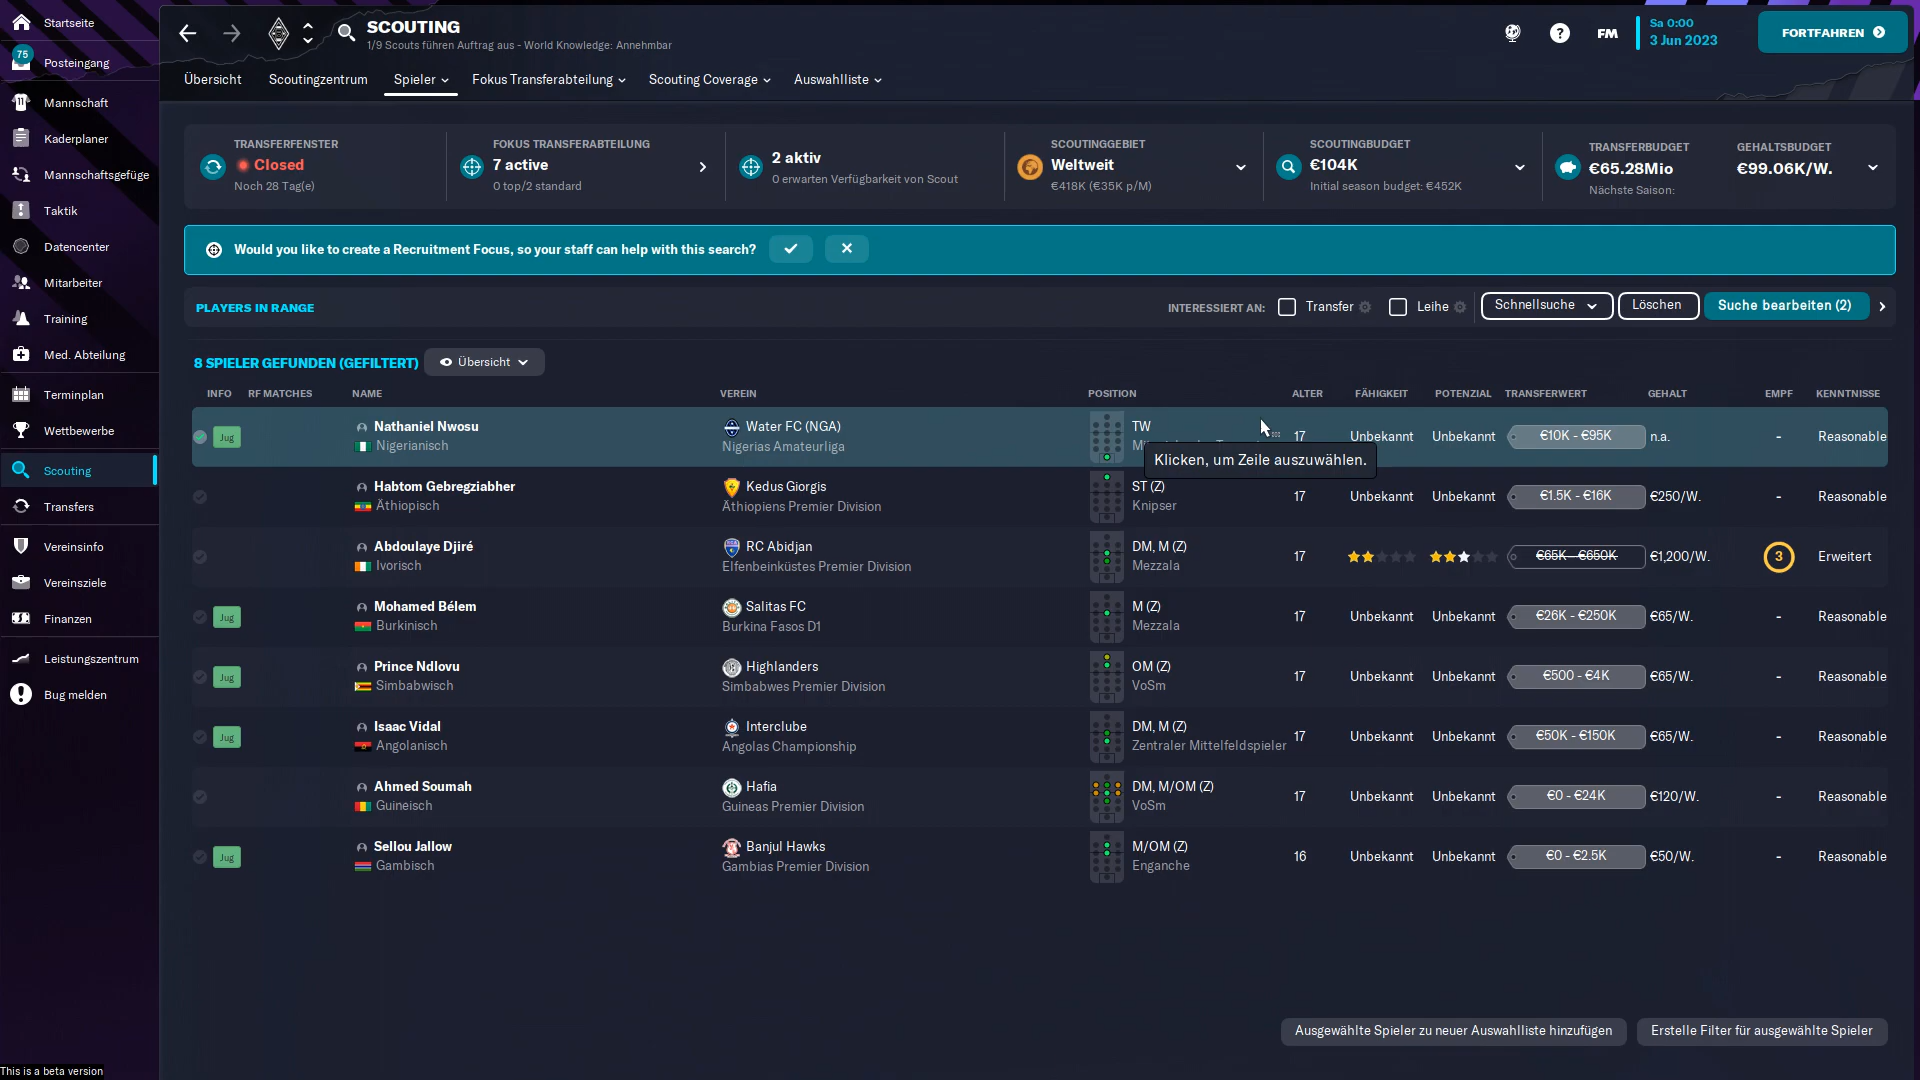 Startseite
75
Posteingang
11
Mannschaft
Kaderplaner
Mannschaftsgefüge
Taktik
Datencenter
Mitarbeiter
Training
Med. Abteilung
Terminplan
Wettbewerbe
Scouting
Transfers
Vereinsinfo
Vereinsziele
Finanzen
Leistungszentrum
Bug melden
This is a beta version
SCOUTING
1/9 Scouts führen Auftrag aus - World Knowledge: Annehmbar
FM
Sa 0:00
3 Jun 2023
FORTFAHREN
Übersicht Scoutingzentrum Spieler Fokus Transferabteilung Scouting Coverage Auswahlliste
TRANSFERFENSTER
Closed
Noch 28 Tag(e)
FOKUS TRANSFERABTEILUNG
7 active
0 top/2 standard
2 aktiv
0 erwarten Verfügbarkeit von Scout
SCOUTINGGEBIET
Weltweit
€418K (€35K p/M)
SCOUTINGBUDGET
€104K
Initial season budget: €452K
TRANSFERBUDGET
€65.28Mio
Nächste Saison:
GEHALTSBUDGET
€99.06K/W.
Would you like to create a Recruitment Focus, so your staff can help with this search?
PLAYERS IN RANGE
INTERESSIERT AN: Transfer Leihe Schnellsuche Löschen Suche bearbeiten (2)
8 SPIELER GEFUNDEN (GEFILTERT) Übersicht
INFO RF MATCHES NAME VEREIN POSITION ALTER FÄHIGKEIT POTENZIAL TRANSFERWERT GEHALT EMPF KENNTNISSE
Jug Nathaniel Nwosu Water FC (NGA) TW 17 Unbekannt Unbekannt €10K - €95K n.a. - Reasonable
Nigerianisch Nigerias Amateurliga
Klicken, um Zeile auszuwählen.
Habtom Gebregziabher Kedus Giorgis ST (Z) 17 Unbekannt Unbekannt €1.5K - €16K €250/W. - Reasonable
Äthiopisch Äthiopiens Premier Division Knipser
Abdoulaye Djiré RC Abidjan DM, M (Z) 17 €65K - €650K €1,200/W. 3 Erweitert
Ivorisch Elfenbeinküstes Premier Division Mezzala
Jug Mohamed Bélem Salitas FC M (Z) 17 Unbekannt Unbekannt €26K - €250K €65/W. - Reasonable
Burkinisch Burkina Fasos D1 Mezzala
Jug Prince Ndlovu Highlanders OM (Z) 17 Unbekannt Unbekannt €500 - €4K €65/W. - Reasonable
Simbabwisch Simbabwes Premier Division VoSm
Jug Isaac Vidal Interclube DM, M (Z) 17 Unbekannt Unbekannt €50K - €150K €65/W. - Reasonable
Angolanisch Angolas Championship Zentraler Mittelfeldspieler
Ahmed Soumah Hafia DM, M/OM (Z) 17 Unbekannt Unbekannt €0 - €24K €120/W. - Reasonable
Guineisch Guineas Premier Division VoSm
Jug Sellou Jallow Banjul Hawks M/OM (Z) 16 Unbekannt Unbekannt €0 - €2.5K €50/W. - Reasonable
Gambisch Gambias Premier Division Enganche
Ausgewählte Spieler zu neuer Auswahlliste hinzufügen Erstelle Filter für ausgewählte Spieler